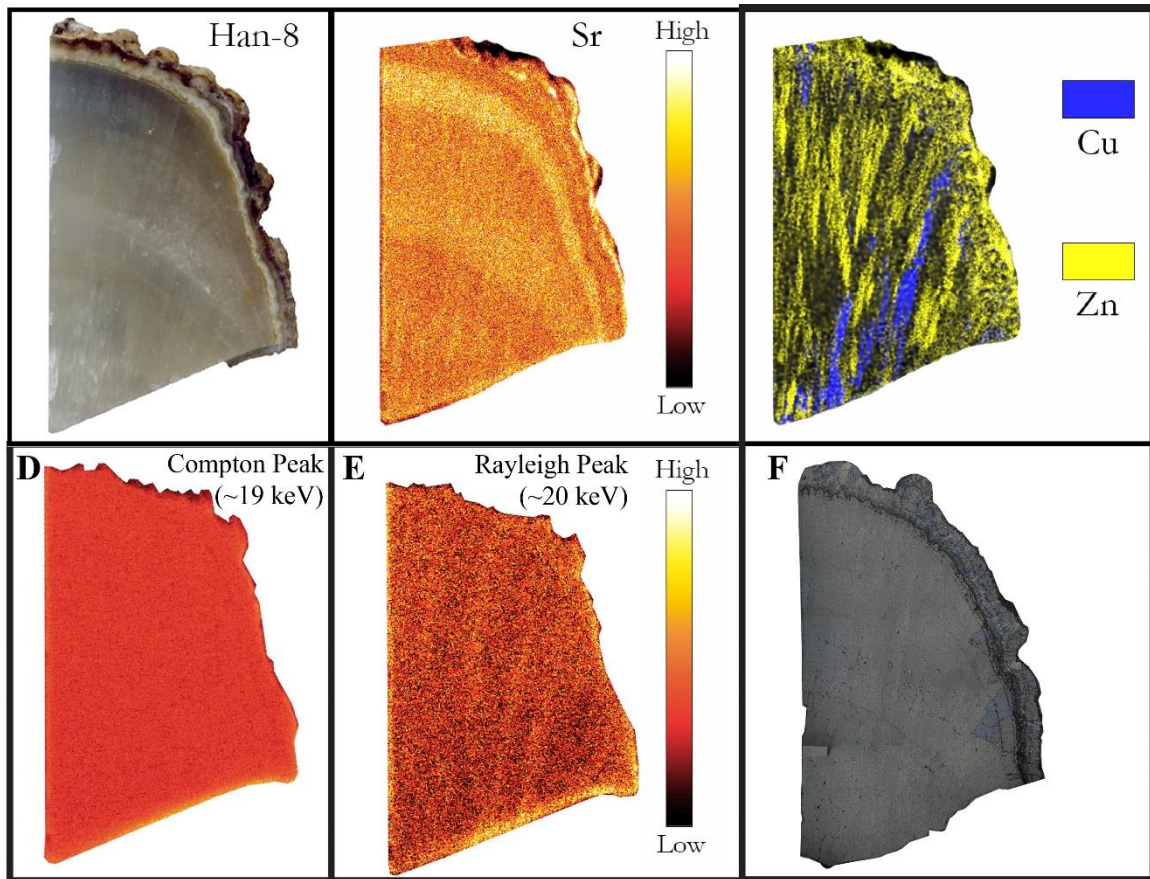 Han-8
Sr
High
Low
Cu
Zn
D
Compton Peak
(~19 keV)
E
Rayleigh Peak
(~20 keV)
High
Low
F